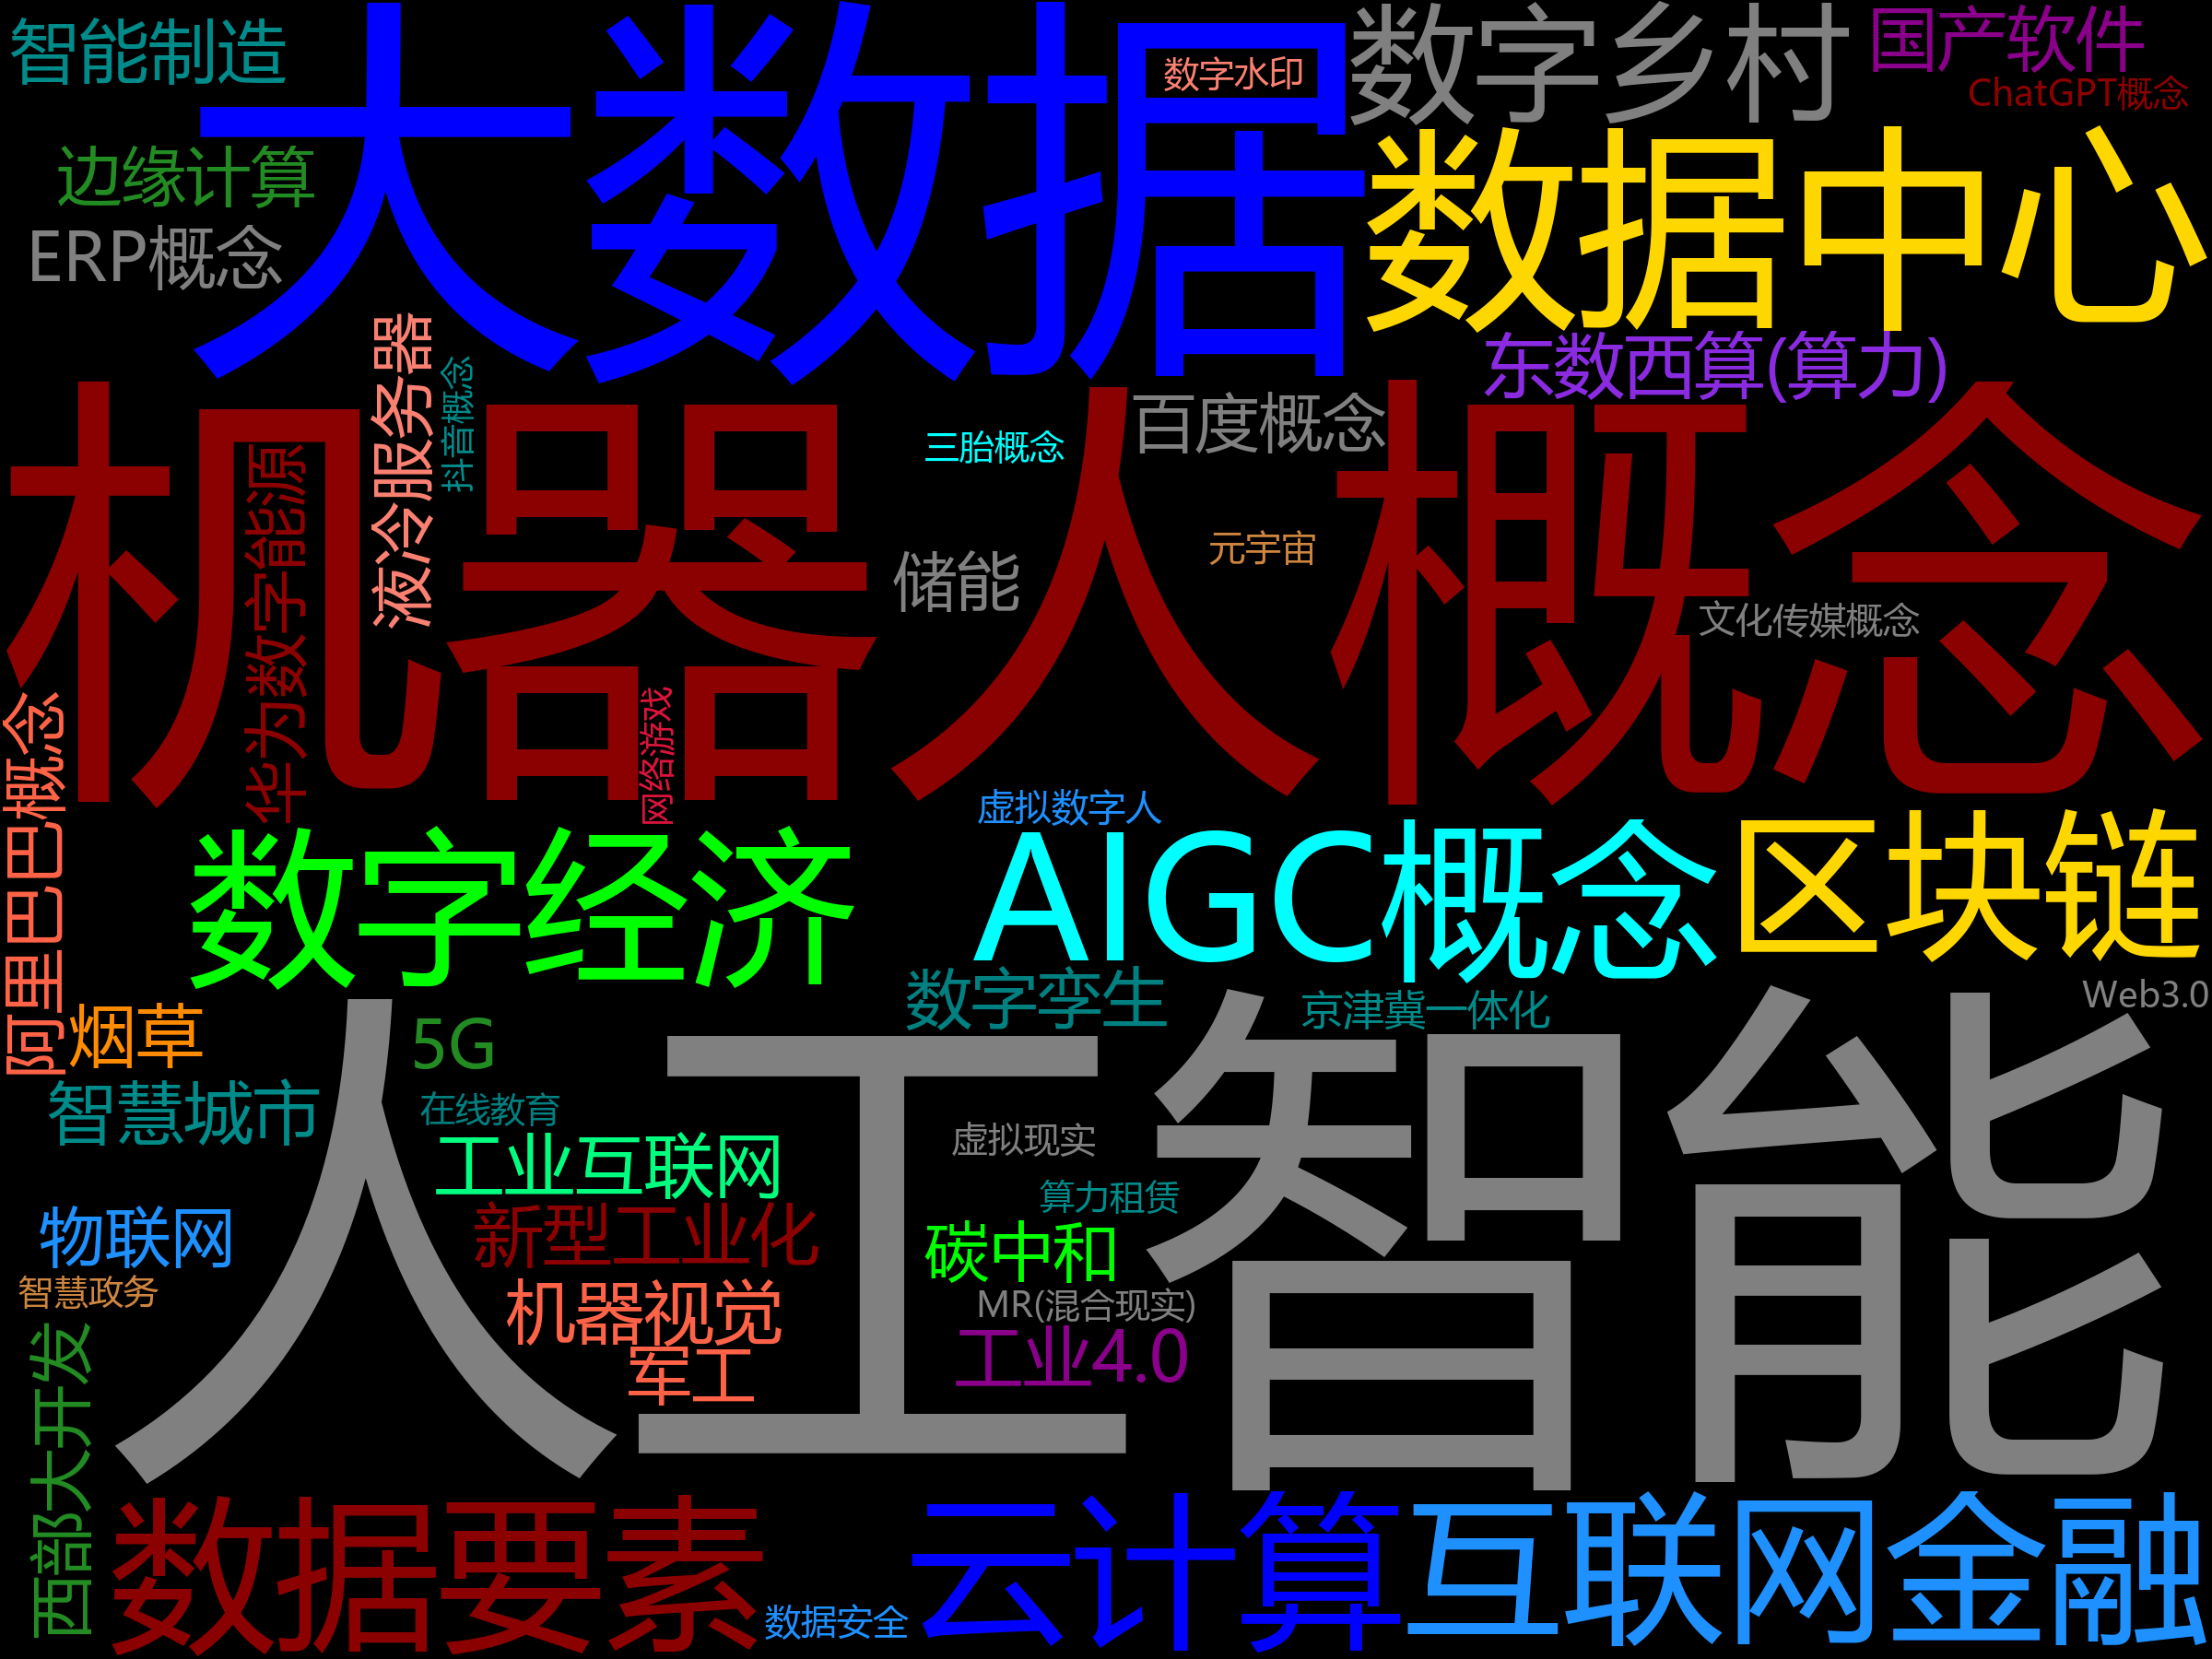 智能制造
大数据
数字水印
数字乡村
国产软件
ChatGPT概念
边缘计算
数据中心
ERP概念
液冷服务器
抖音概念
东数西算(算力)
机器人概念
华为数字能源
三胎概念
百度概念
元宇宙
储能
文化传媒概念
网络游戏
阿里巴巴概念
虚拟数字人
数字经济
AIGC概念
区块链
数字孪生
京津冀一体化
Web3.0
烟草
5G
人工智能
智慧城市
在线教育
虚拟现实
工业互联网
算力租赁
物联网
新型工业化
碳中和
智慧政务
机器视觉
MR(混合现实)
军工
工业4.0
西部大开发
数据要素
数据安全
云计算
互联网金融